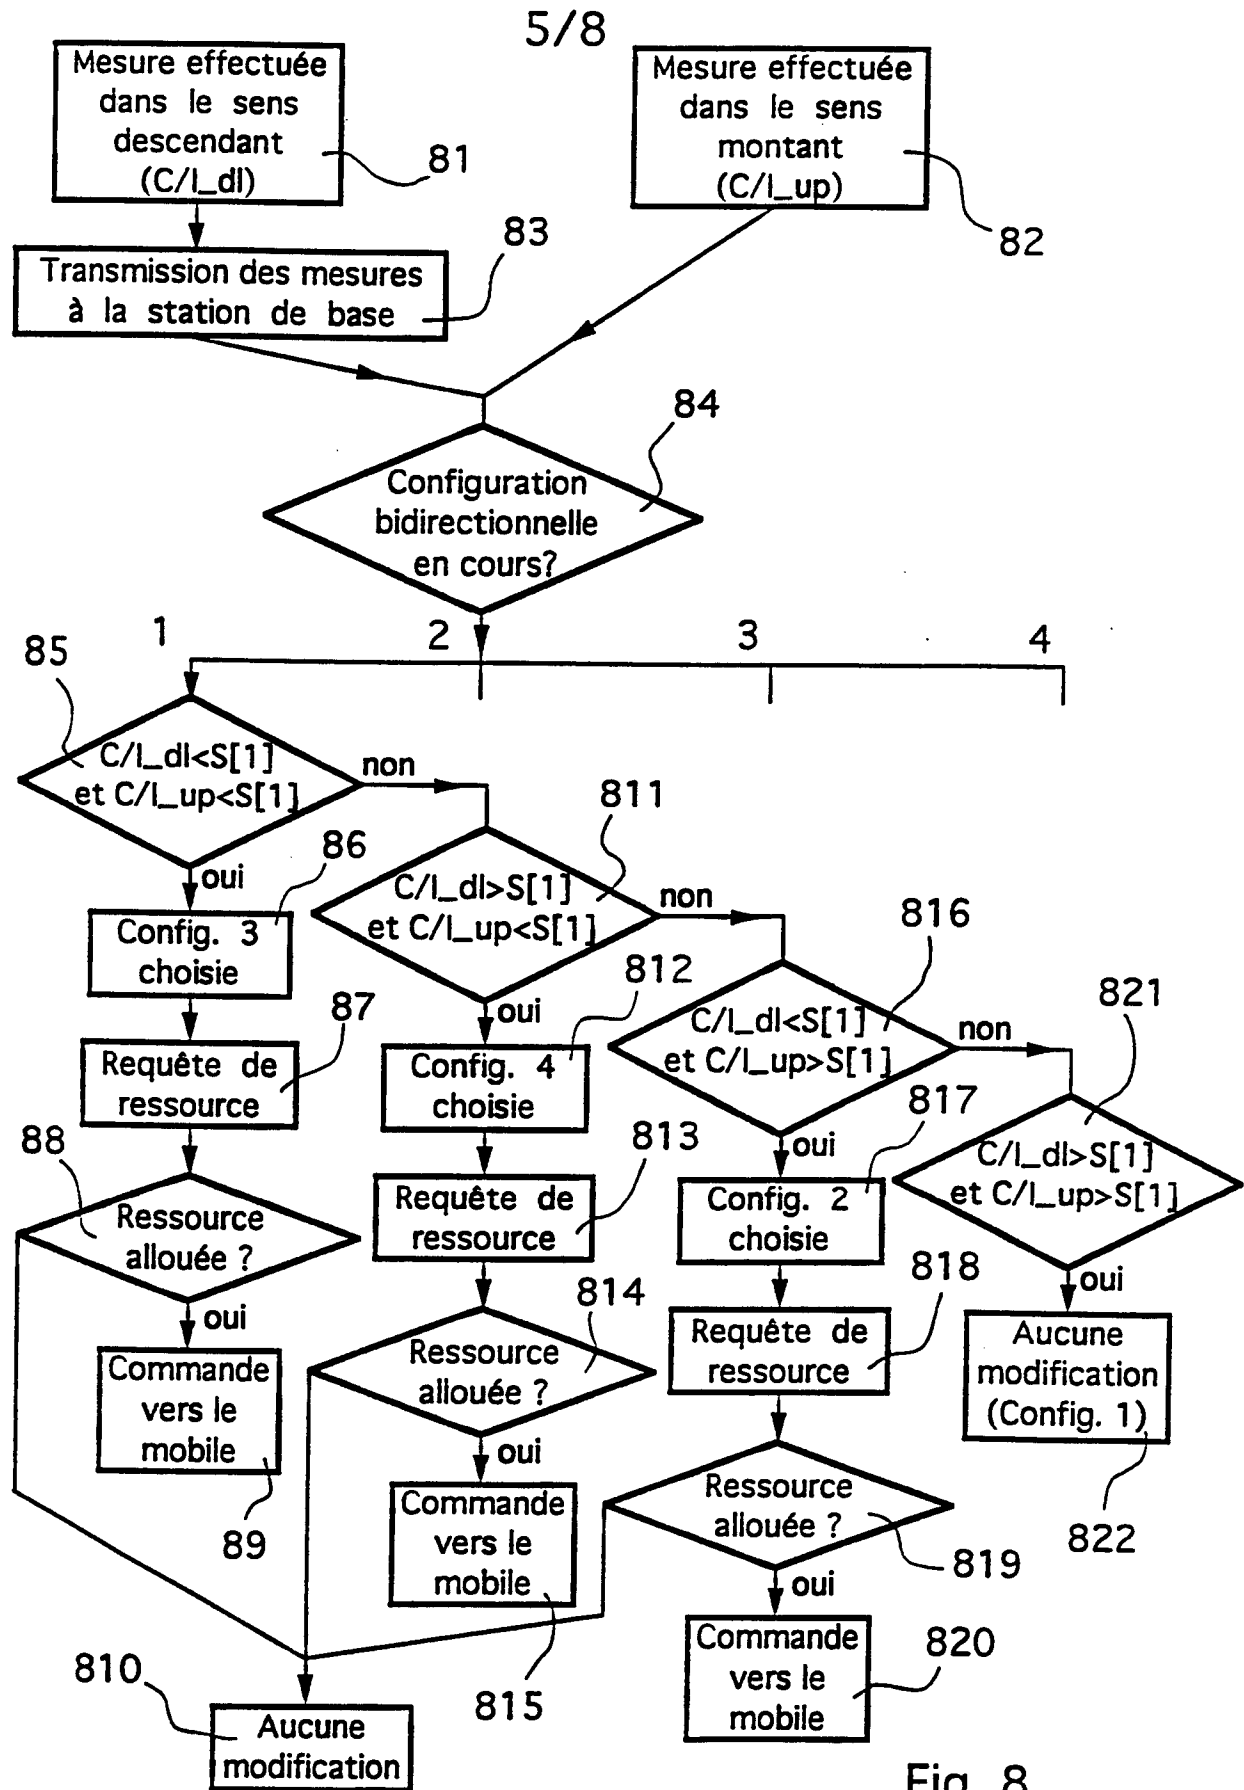 5/8
Mesure effectuée
dans le sens
descendant
(C/I_dl)
81
Mesure effectuée
dans le sens
montant
(C/I_up)
82
83
Transmission des mesures
à la station de base
84
Configuration
bidirectionnelle
en cours?
1
2
3
4
85
C/I_dl<S[1]
et C/I_up<S[1]
non
oui
86
Config. 3
choisie
87
Requête de
ressource
88
Ressource
allouée ?
oui
Commande
vers le
mobile
89
811
C/I_dl>S[1]
et C/I_up<S[1]
non
oui
812
Config. 4
choisie
813
Requête de
ressource
814
Ressource
allouée ?
oui
Commande
vers le
mobile
815
816
C/I_dl<S[1]
et C/I_up>S[1]
non
oui
817
Config. 2
choisie
818
Requête de
ressource
Ressource
allouée ?
819
oui
Commande
vers le
mobile
820
821
C/I_dl>S[1]
et C/I_up>S[1]
oui
Aucune
modification
(Config. 1)
822
810
Aucune
modification
Fig. 8